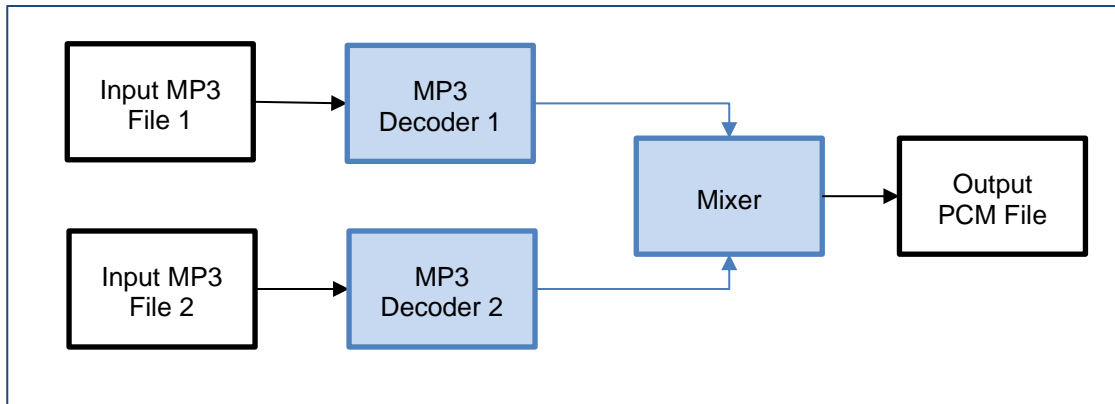 Input MP3
File 1
MP3
Decoder 1
Mixer
Output
PCM File
Input MP3
File 2
MP3
Decoder 2